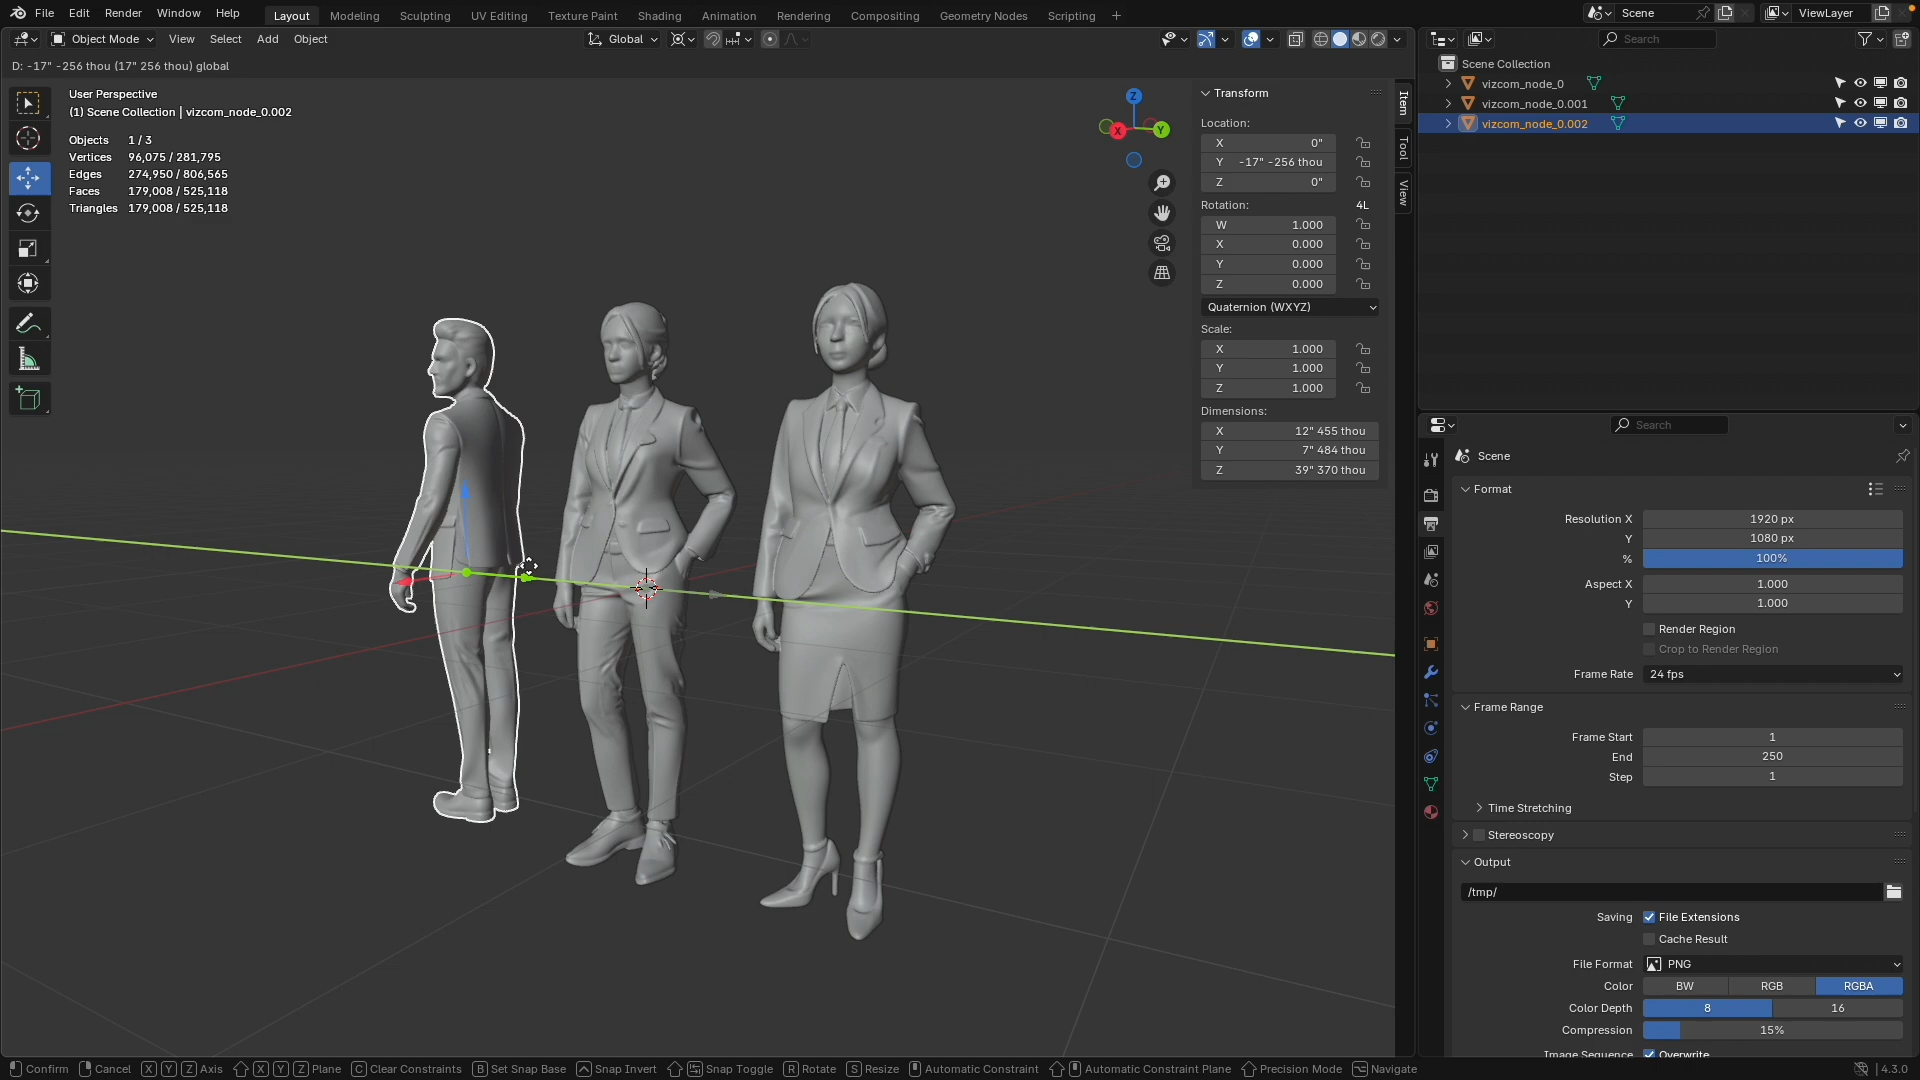 File Edit Render Window Help Layout Modeling Sculpting UV Editing Texture Paint Shading Animation Rendering Compositing Geometry Nodes Scripting + Scene ViewLayer
Object Mode View Select Add Object Global Search
D: -17" -256 thou (17" 256 thou) global
User Perspective
(1) Scene Collection | vizcom_node_0.002
Objects 1 / 3
Vertices 96,075 / 281,795
Edges 274,950 / 806,565
Faces 179,008 / 525,118
Triangles 179,008 / 525,118
Z
X
Y
Transform
Location:
X 0"
Y -17" -256 thou
Z 0"
Rotation: 4L
W 1.000
X 0.000
Y 0.000
Z 0.000
Quaternion (WXYZ)
Scale:
X 1.000
Y 1.000
Z 1.000
Dimensions:
X 12" 455 thou
Y 7" 484 thou
Z 39" 370 thou
Item
Tool
View
Scene Collection
vizcom_node_0
vizcom_node_0.001
vizcom_node_0.002
Search
Scene
Format
Resolution X 1920 px
Y 1080 px
% 100%
Aspect X 1.000
Y 1.000
Render Region
Crop to Render Region
Frame Rate 24 fps
Frame Range
Frame Start 1
End 250
Step 1
Time Stretching
Stereoscopy
Output
/tmp/
Saving File Extensions
Cache Result
File Format PNG
Color BW RGB RGBA
Color Depth 8 16
Compression 15%
Image Sequence Overwrite
Confirm Cancel X Y Z Axis X Y Z Plane C Clear Constraints B Set Snap Base Snap Invert Snap Toggle R Rotate S Resize Automatic Constraint Automatic Constraint Plane Precision Mode Navigate 4.3.0